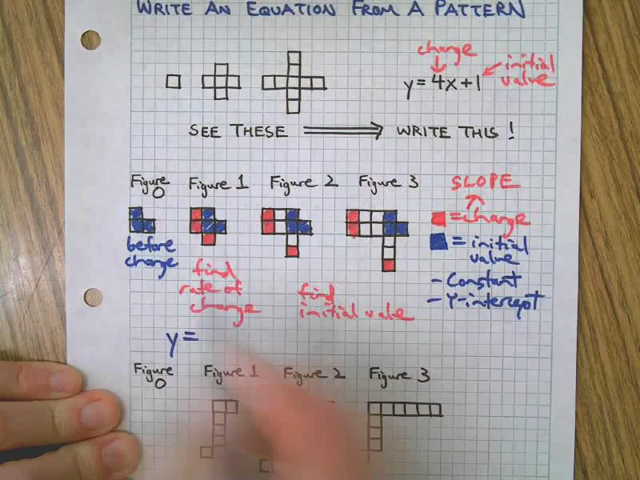 WRITE AN EQUATION FROM A PATTERN
change
y=4x+1
initial
value
SEE THESE
WRITE THIS!
Figure
0
Figure 1
Figure 2
Figure 3
SLOPE
=change
=initial
value
-Constant
-Y-intercept
before
change
find
rate of
change
find
initial value
y=
Figure
0
Figure 1
Figure 2
Figure 3